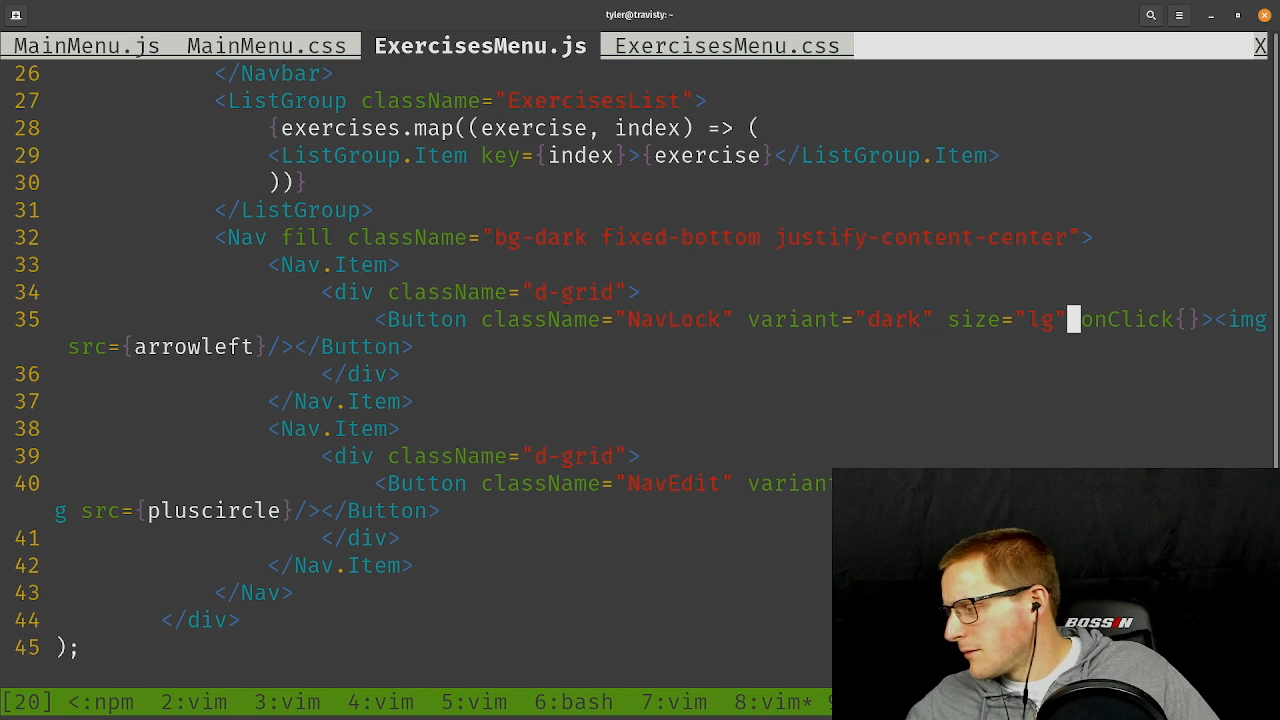 tyler@travisty: ~
MainMenu.js MainMenu.css ExercisesMenu.js ExercisesMenu.css X
26 </Navbar>
27 <ListGroup className="ExercisesList">
28 {exercises.map((exercise, index) => (
29 <ListGroup.Item key={index}>{exercise}</ListGroup.Item>
30 ))}
31 </ListGroup>
32 <Nav fill className="bg-dark fixed-bottom justify-content-center">
33 <Nav.Item>
34 <div className="d-grid">
35 <Button className="NavLock" variant="dark" size="lg" onClick{}><img
src={arrowleft}/></Button>
36 </div>
37 </Nav.Item>
38 <Nav.Item>
39 <div className="d-grid">
40 <Button className="NavEdit" variant
g src={pluscircle}/></Button>
41 </div>
42 </Nav.Item>
43 </Nav>
44 </div>
45 );
BOSSIN
[20] <:npm 2:vim 3:vim 4:vim 5:vim 6:bash 7:vim 8:vim*